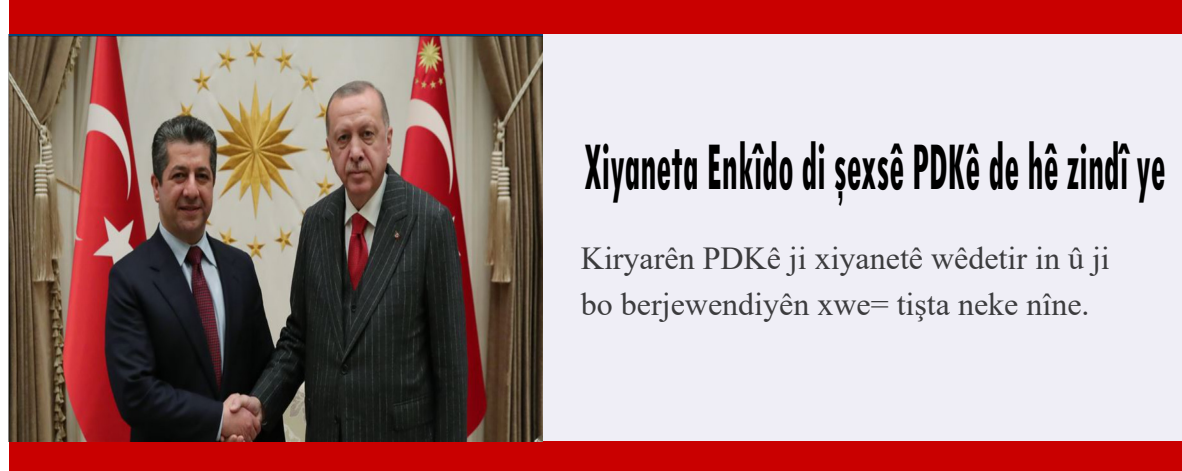 Xiyaneta Enkîdo di şexsê PDKê de hê zindî ye
Kiryarên PDKê ji xiyanetê wêdetir in û ji
bo berjewendiyên xwe= tişta neke nîne.